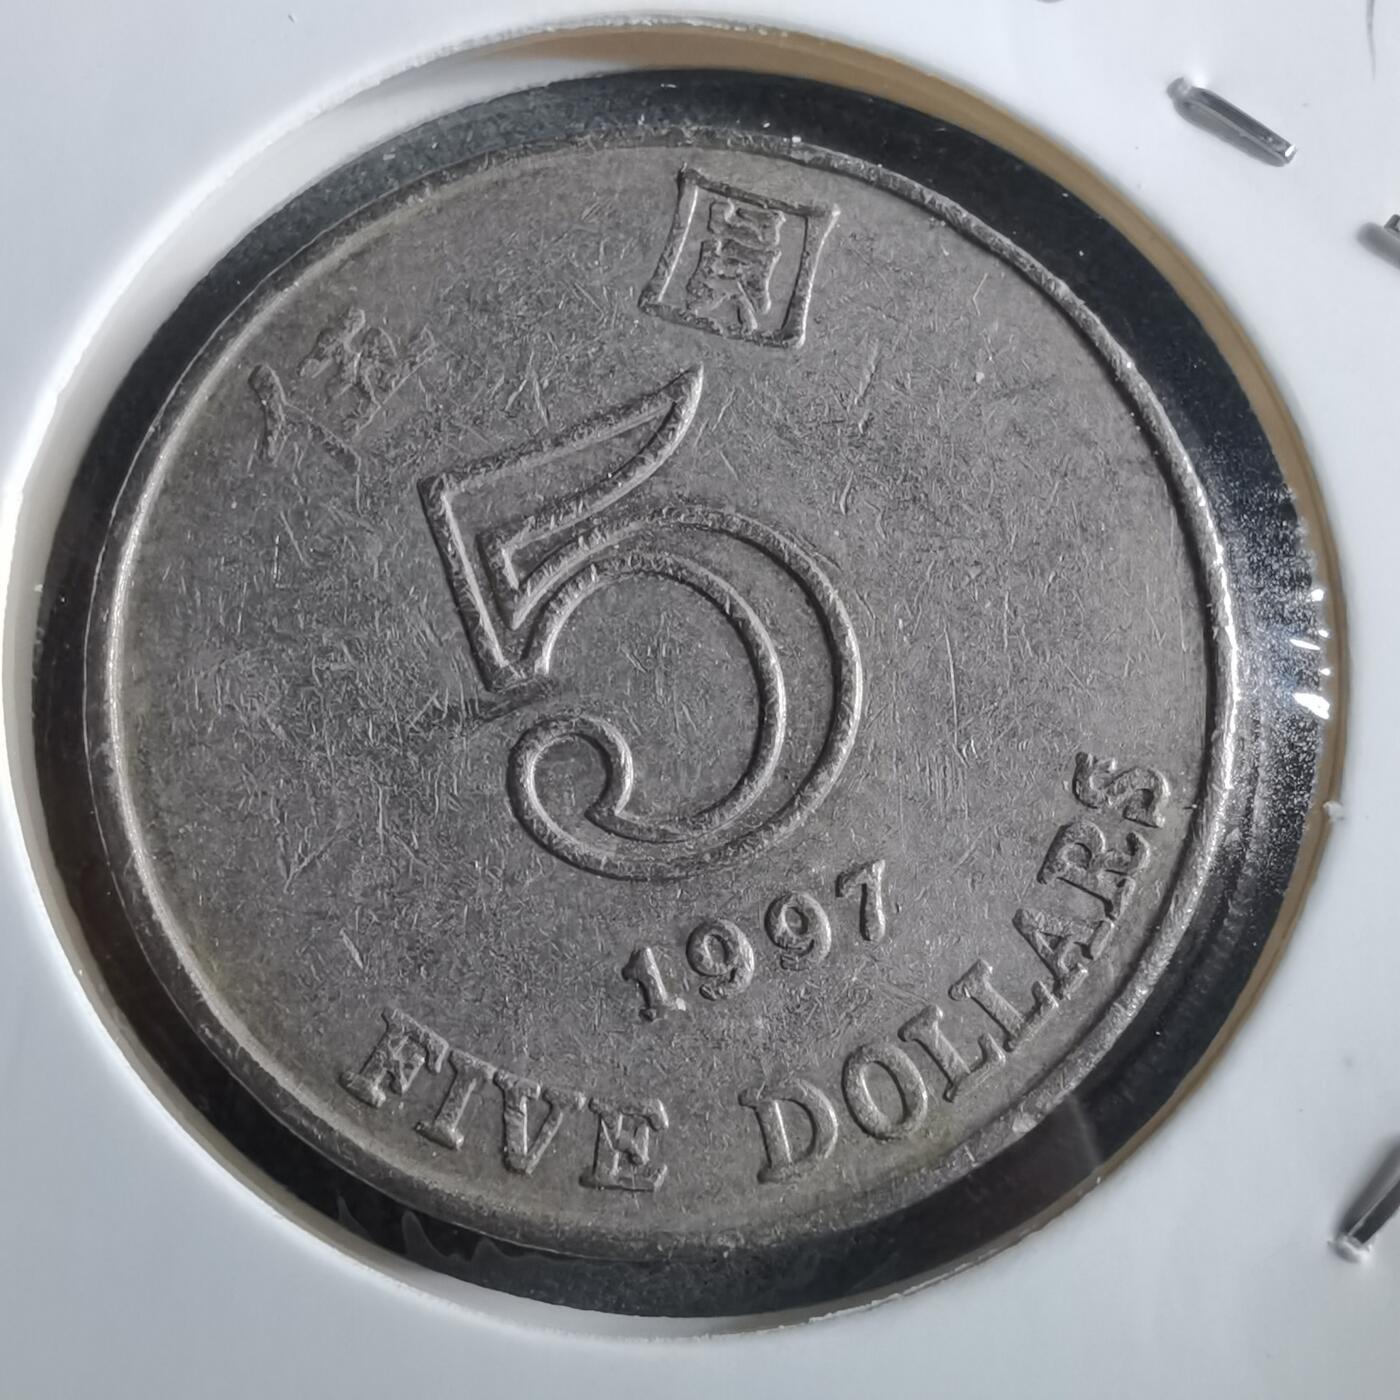 伍 圓
5
1997
FIVE DOLLARS